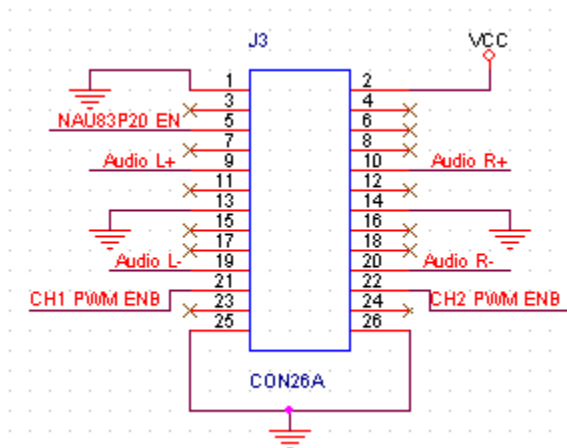 J3
VCC
1 2
3 4
NAU83P20 EN 5 6
7 8
Audio L+ 9 10 Audio R+
11 12
13 14
15 16
17 18
Audio L- 19 20 Audio R-
21 22
CH1 PWM ENB 23 24 CH2 PWM ENB
25 26
CON26A